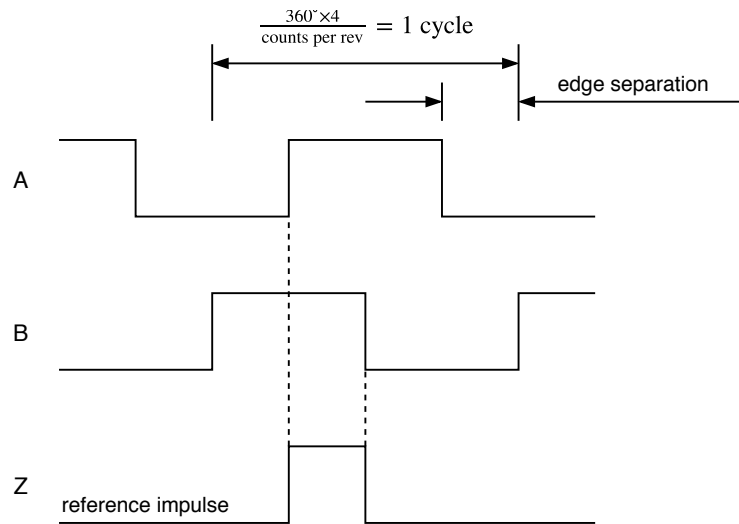 360˘×4
counts per rev = 1 cycle
edge separation
A
B
Z
reference impulse